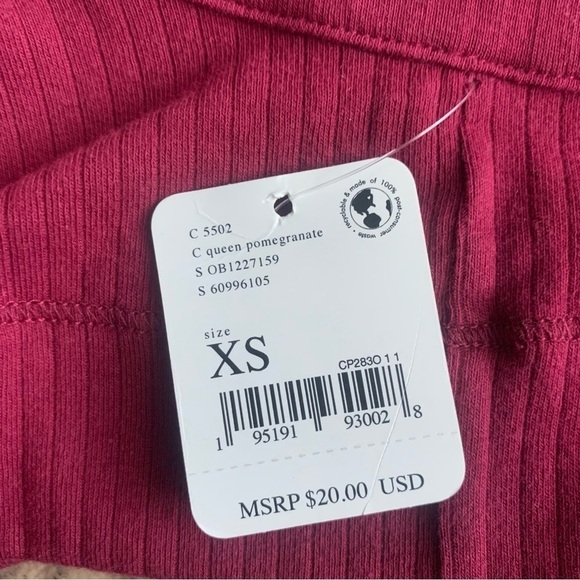 C 5502
C queen pomegranate
S OB1227159
S 60996105
recyclable & made of 100% post-consumer waste •
size
XS
CP283O 1 1
1 95191 93002 8
MSRP $20.00 USD